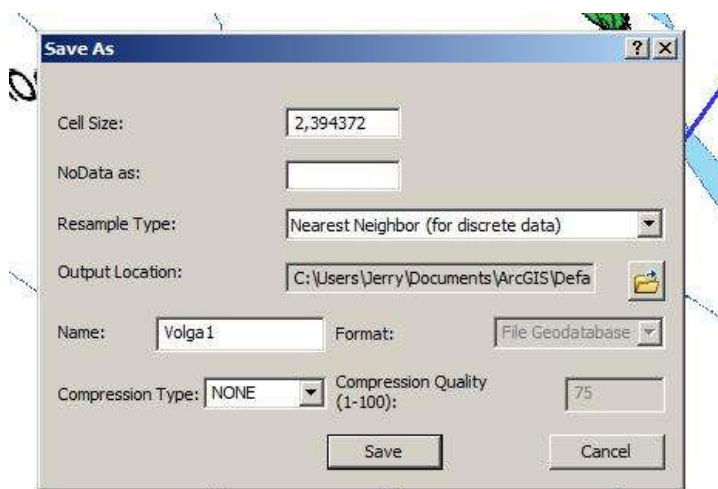 Save As
Cell Size: 2,394372
NoData as:
Resample Type: Nearest Neighbor (for discrete data)
Output Location: C:\Users\Jerry\Documents\ArcGIS\Defa
Name: Volga1 Format: File Geodatabase
Compression Type: NONE Compression Quality (1-100): 75
Save Cancel